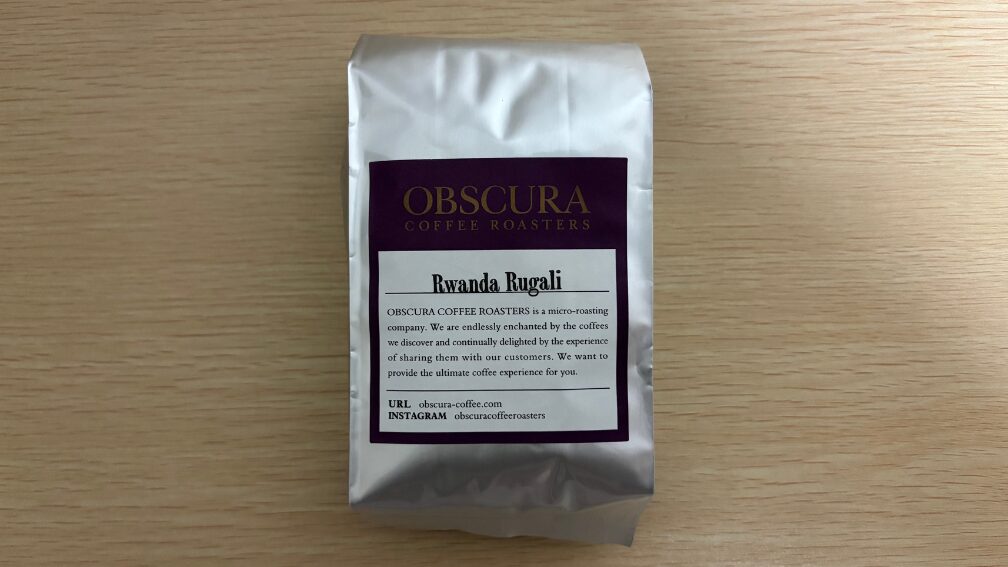 OBSCURA
COFFEE ROASTERS
Rwanda Rugali
OBSCURA COFFEE ROASTERS is a micro-roasting
company. We are endlessly enchanted by the coffees
we discover and continually delighted by the experience
of sharing them with our customers. We want to
provide the ultimate coffee experience for you.
URL obscura-coffee.com
INSTAGRAM obscuracoffeeroasters